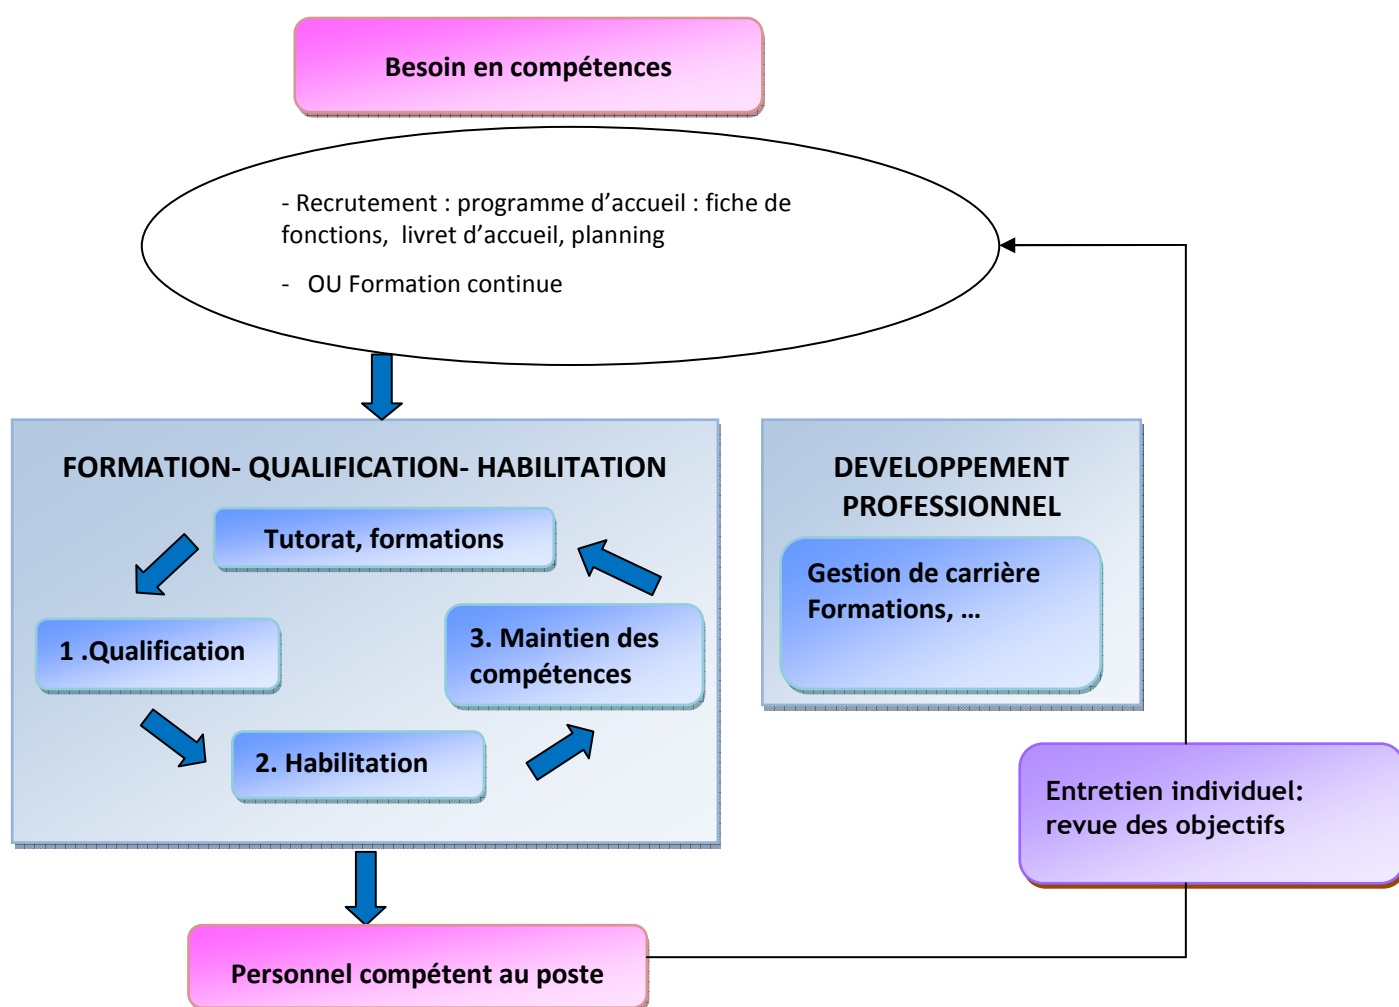 Besoin en compétences
- Recrutement : programme d’accueil : fiche de
fonctions, livret d’accueil, planning
- OU Formation continue
FORMATION- QUALIFICATION- HABILITATION
Tutorat, formations
1 .Qualification
3. Maintien des
compétences
2. Habilitation
DEVELOPPEMENT
PROFESSIONNEL
Gestion de carrière
Formations, ...
Entretien individuel:
revue des objectifs
Personnel compétent au poste